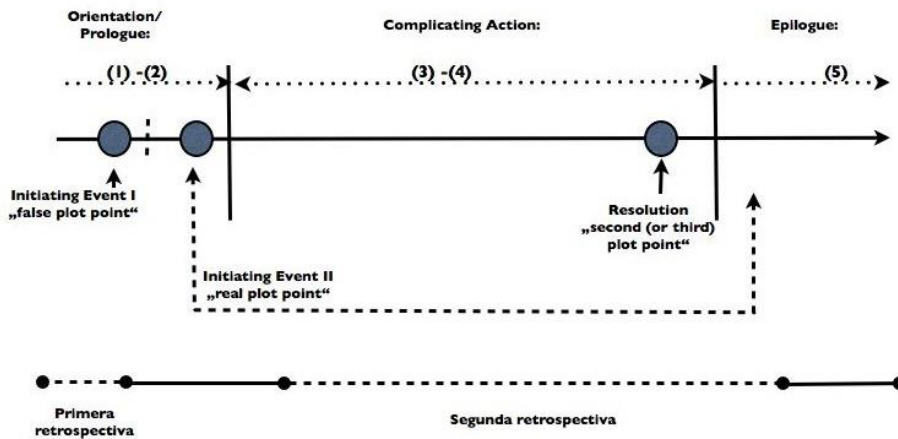 Orientation/
Prologue:
Complicating Action:
Epilogue:
(1) -(2)
(3) -(4)
(5)
Initiating Event I
„false plot point“
Resolution
„second (or third)
plot point“
Initiating Event II
„real plot point“
Primera
retrospectiva
Segunda retrospectiva